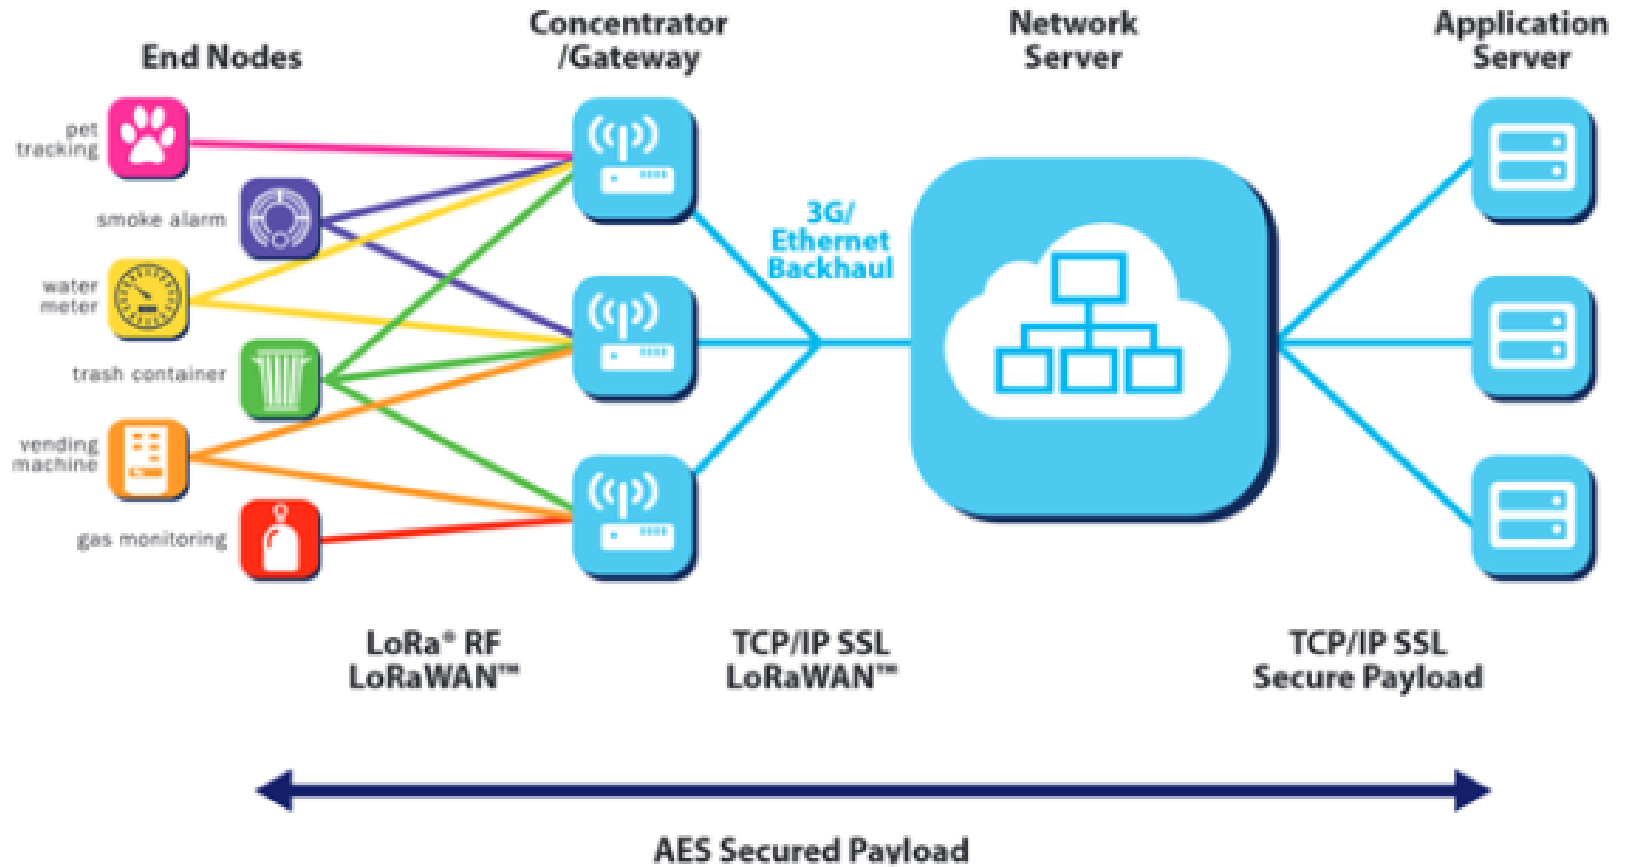 End Nodes
Concentrator
/Gateway
Network
Server
Application
Server
pet
tracking
smoke alarm
water
meter
trash container
vending
machine
gas monitoring
3G/
Ethernet
Backhaul
LoRa® RF
LoRaWAN™
TCP/IP SSL
LoRaWAN™
TCP/IP SSL
Secure Payload
AES Secured Payload